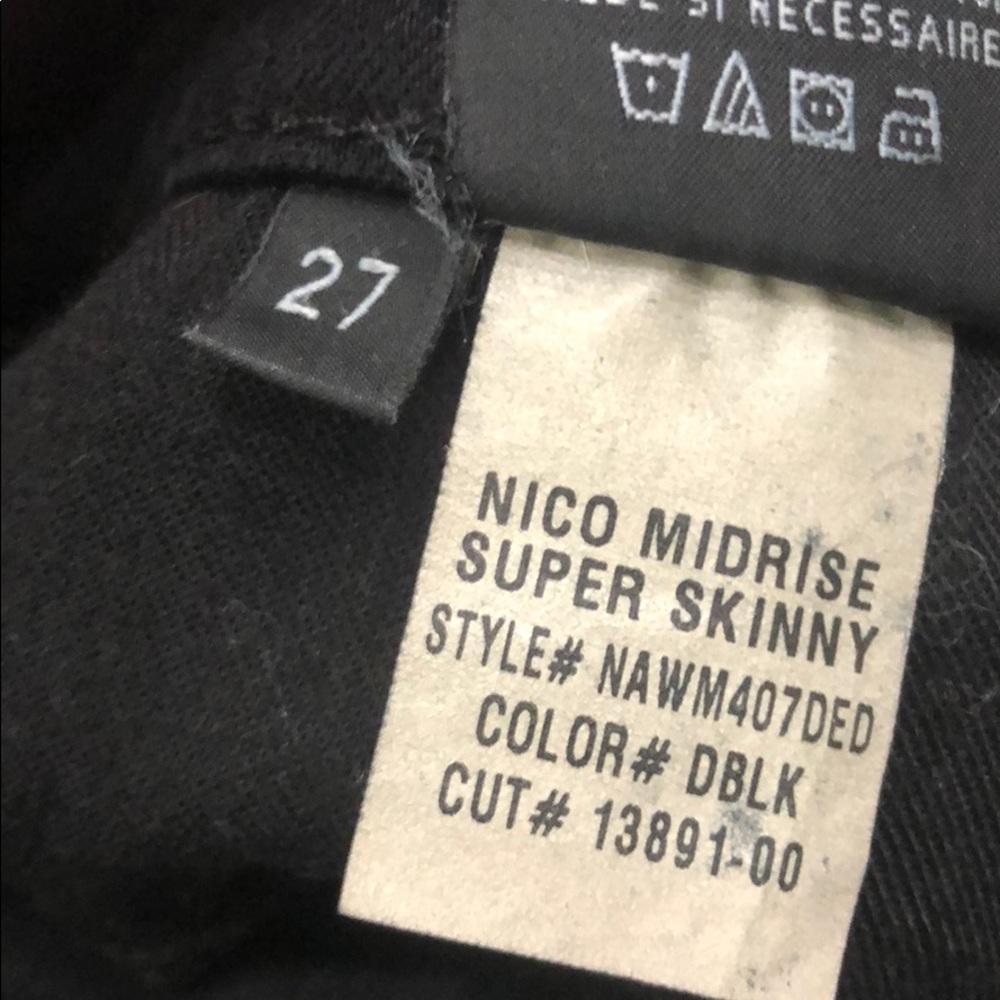 SI NECESSAIRE
27
NICO MIDRISE
SUPER SKINNY
STYLE# NAWM407DED
COLOR# DBLK
CUT# 13891-00